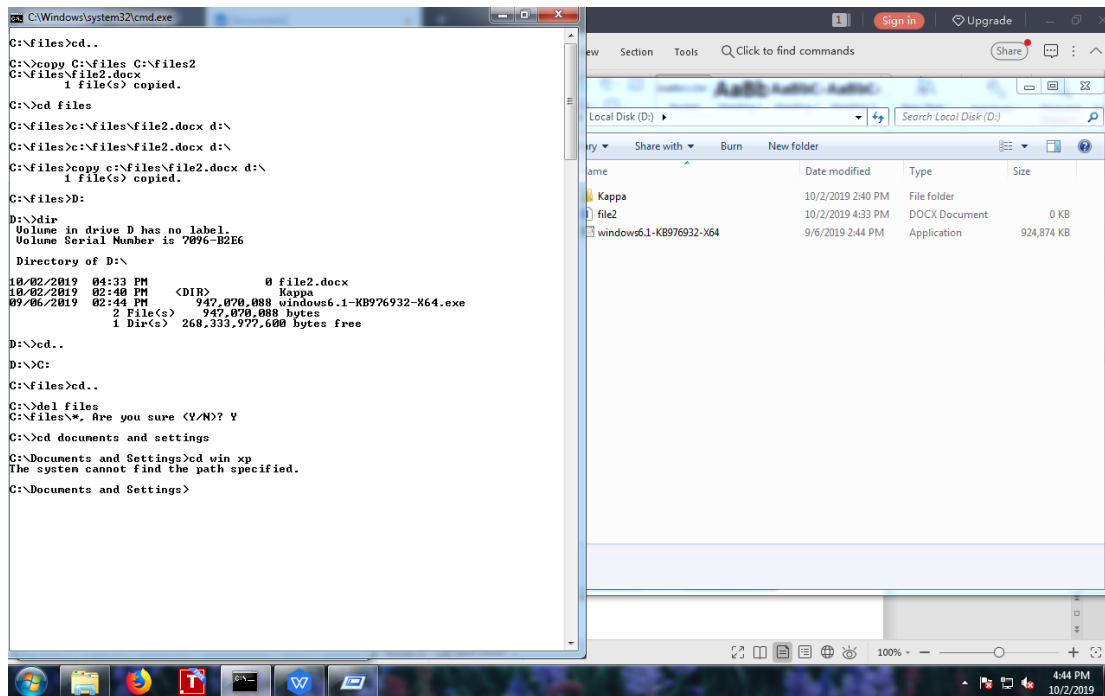 C:\Windows\system32\cmd.exe
C:\files>cd..
C:\>copy C:\files C:\files2
C:\files\file2.docx
1 file(s) copied.
C:\>cd files
C:\files>c:\files\file2.docx d:\
C:\files>c:\files\file2.docx d:\
C:\files>copy c:\files\file2.docx d:\
1 file(s) copied.
C:\files>D:
D:\>dir
Volume in drive D has no label.
Volume Serial Number is 7096-B2E6
Directory of D:\
10/02/2019 04:33 PM 0 file2.docx
10/02/2019 02:40 PM <DIR> Kappa
09/06/2019 02:44 PM 947,070,088 windows6.1-KB976932-X64.exe
2 File(s) 947,070,088 bytes
1 Dir(s) 268,333,977,600 bytes free
D:\>cd..
D:\>C:
C:\files>cd..
C:\>del files
C:\files\*, Are you sure (Y/N)? Y
C:\>cd documents and settings
C:\Documents and Settings>cd win xp
The system cannot find the path specified.
C:\Documents and Settings>
1 Sign in Upgrade
ew Section Tools Click to find commands Share
Local Disk (D:) Search Local Disk (D:)
ary Share with Burn New folder
ame Date modified Type Size
Kappa 10/2/2019 2:40 PM File folder
file2 10/2/2019 4:33 PM DOCX Document 0 KB
windows6.1-KB976932-X64 9/6/2019 2:44 PM Application 924,874 KB
100%
4:44 PM
10/2/2019